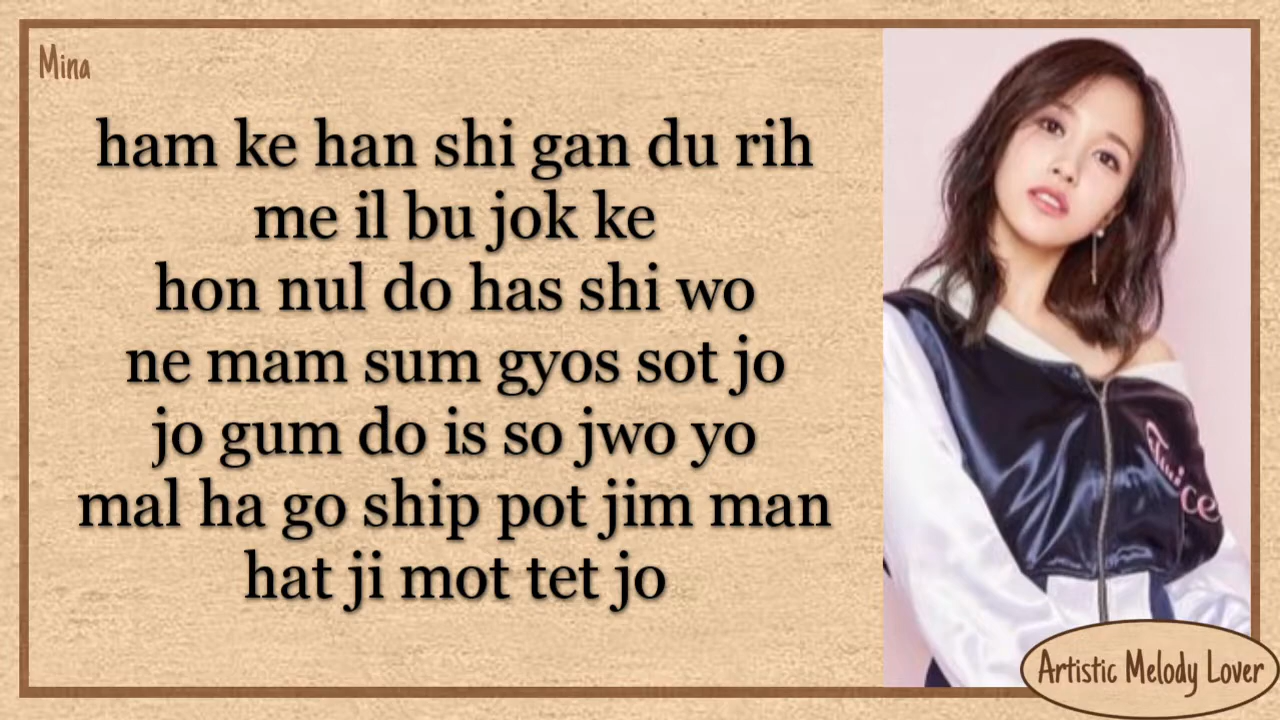 Mina
ham ke han shi gan du rih
me il bu jok ke
hon nul do has shi wo
ne mam sum gyos sot jo
jo gum do is so jwo yo
mal ha go ship pot jim man
hat ji mot tet jo
Twice
Artistic Melody Lover